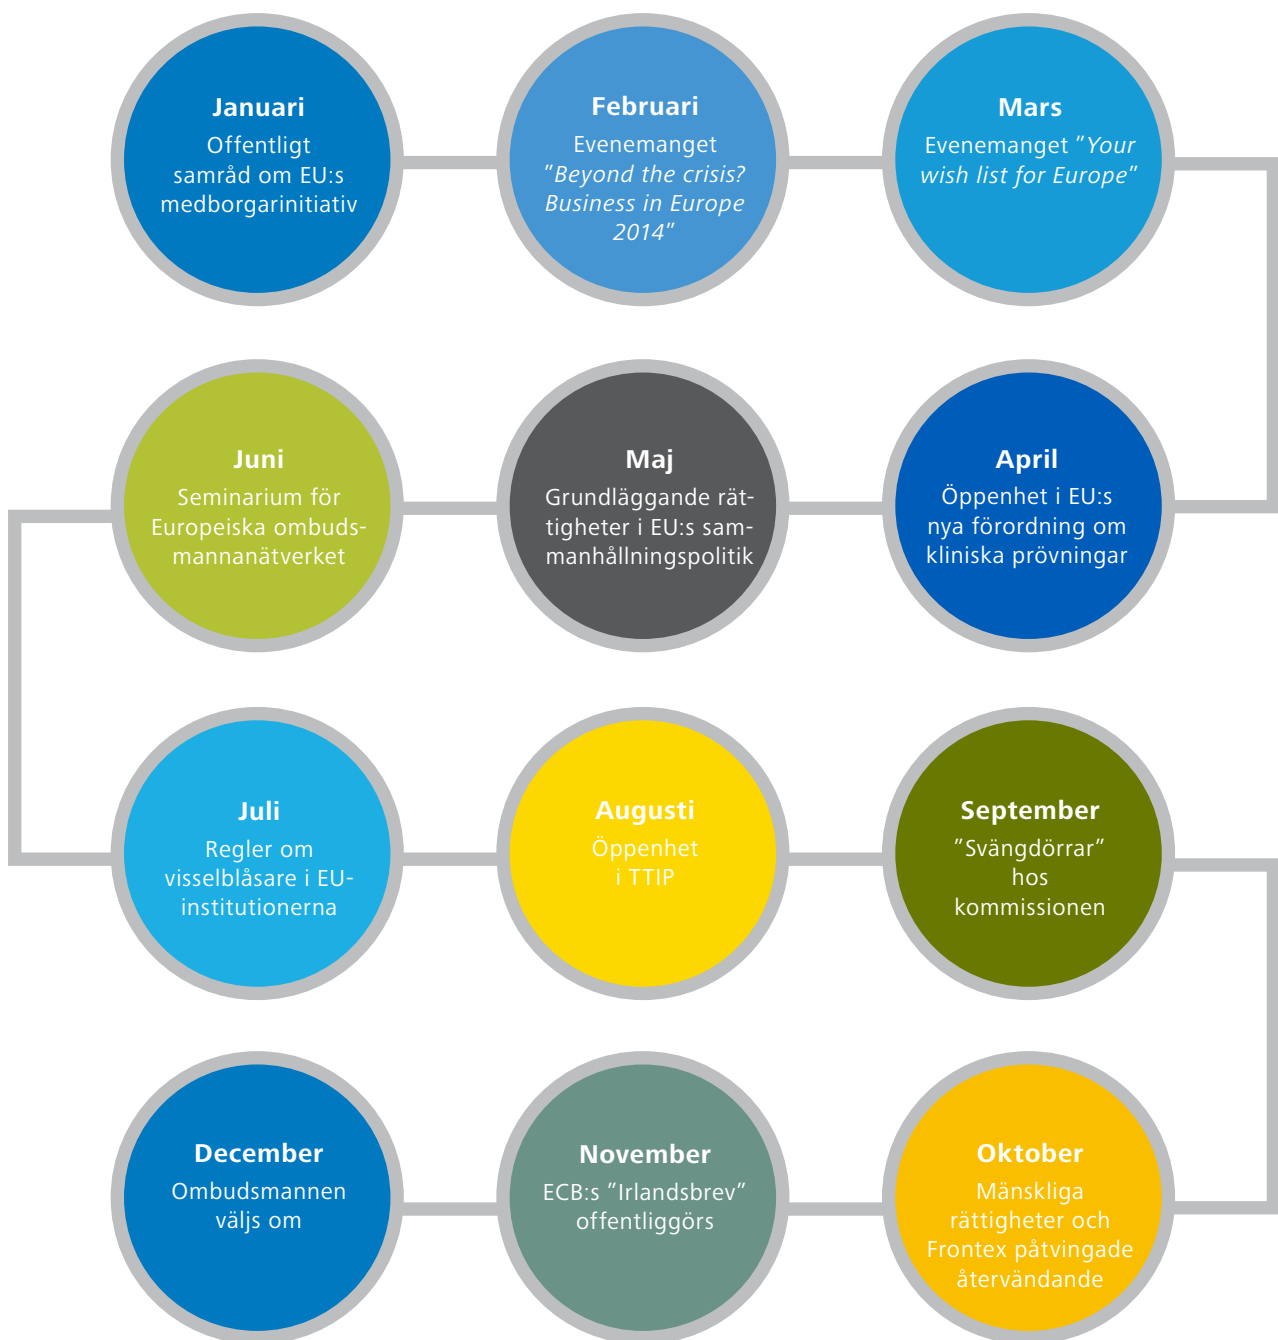 Januari
Offentligt
samråd om EU:s
medborgarinitiativ
Februari
Evenemanget
"Beyond the crisis?
Business in Europe
2014"
Mars
Evenemanget "Your
wish list for Europe"
April
Öppenhet i EU:s
nya förordning om
kliniska prövningar
Maj
Grundläggande rät-
tigheter i EU:s sam-
manhållningspolitik
Juni
Seminarium för
Europeiska ombuds-
mannanätverket
Juli
Regler om
visselblåsare i EU-
institutionerna
Augusti
Öppenhet
i TTIP
September
"Svängdörrar"
hos
kommissionen
Oktober
Mänskliga
rättigheter och
Frontex påtvingade
återvändande
November
ECB:s "Irlandsbrev"
offentliggörs
December
Ombudsmannen
väljs om